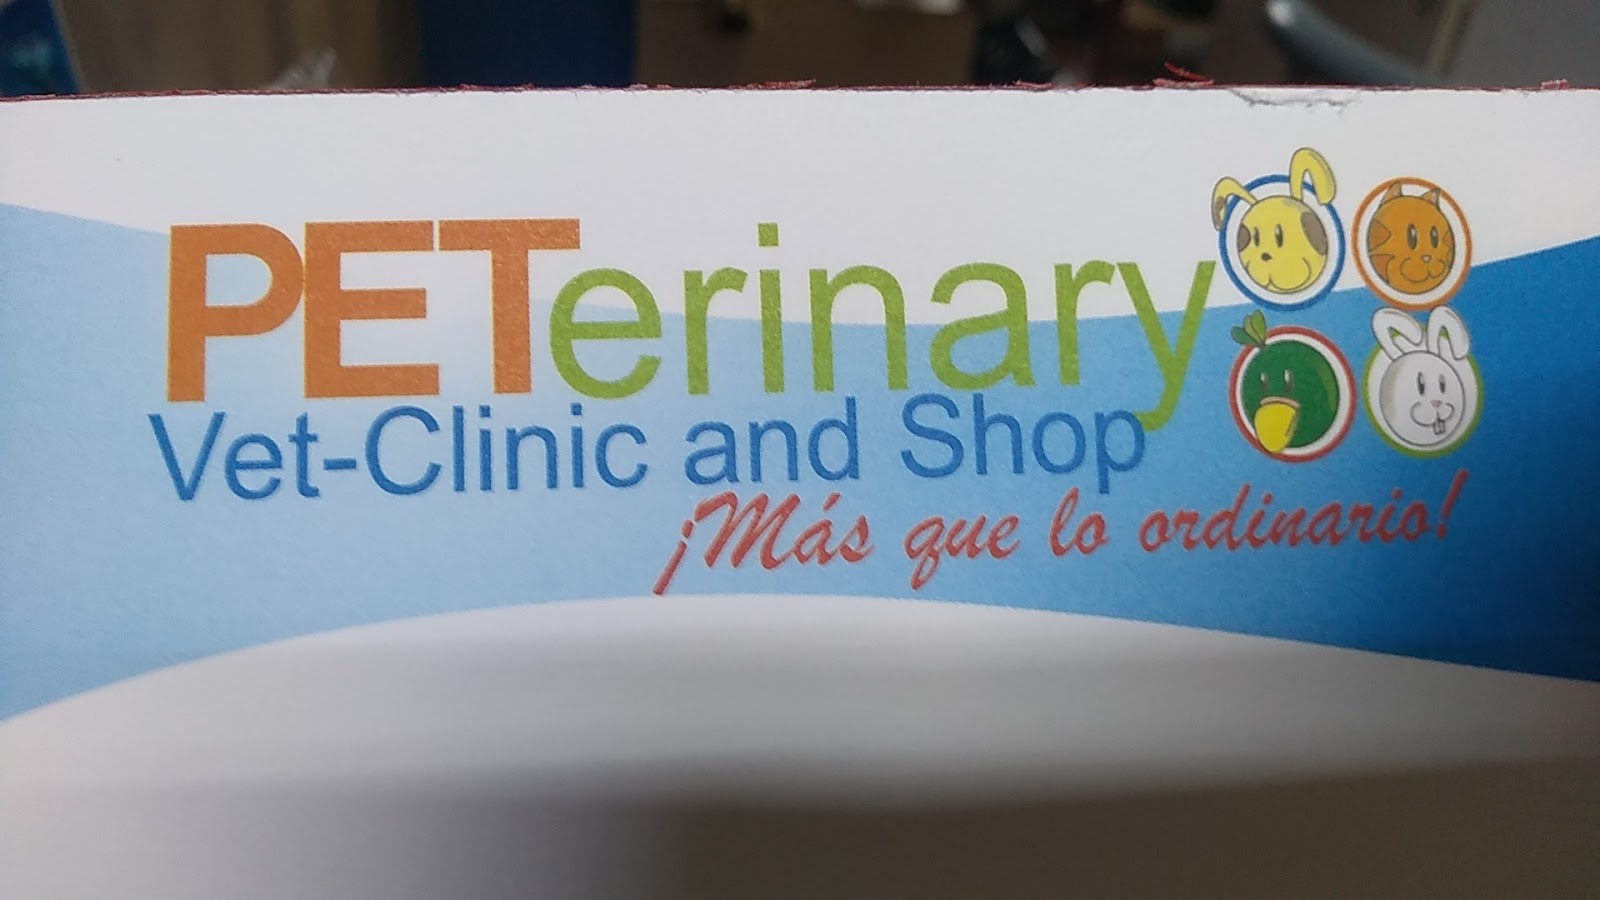 PETerinary
Vet-Clinic and Shop
¡Más que lo ordinario!